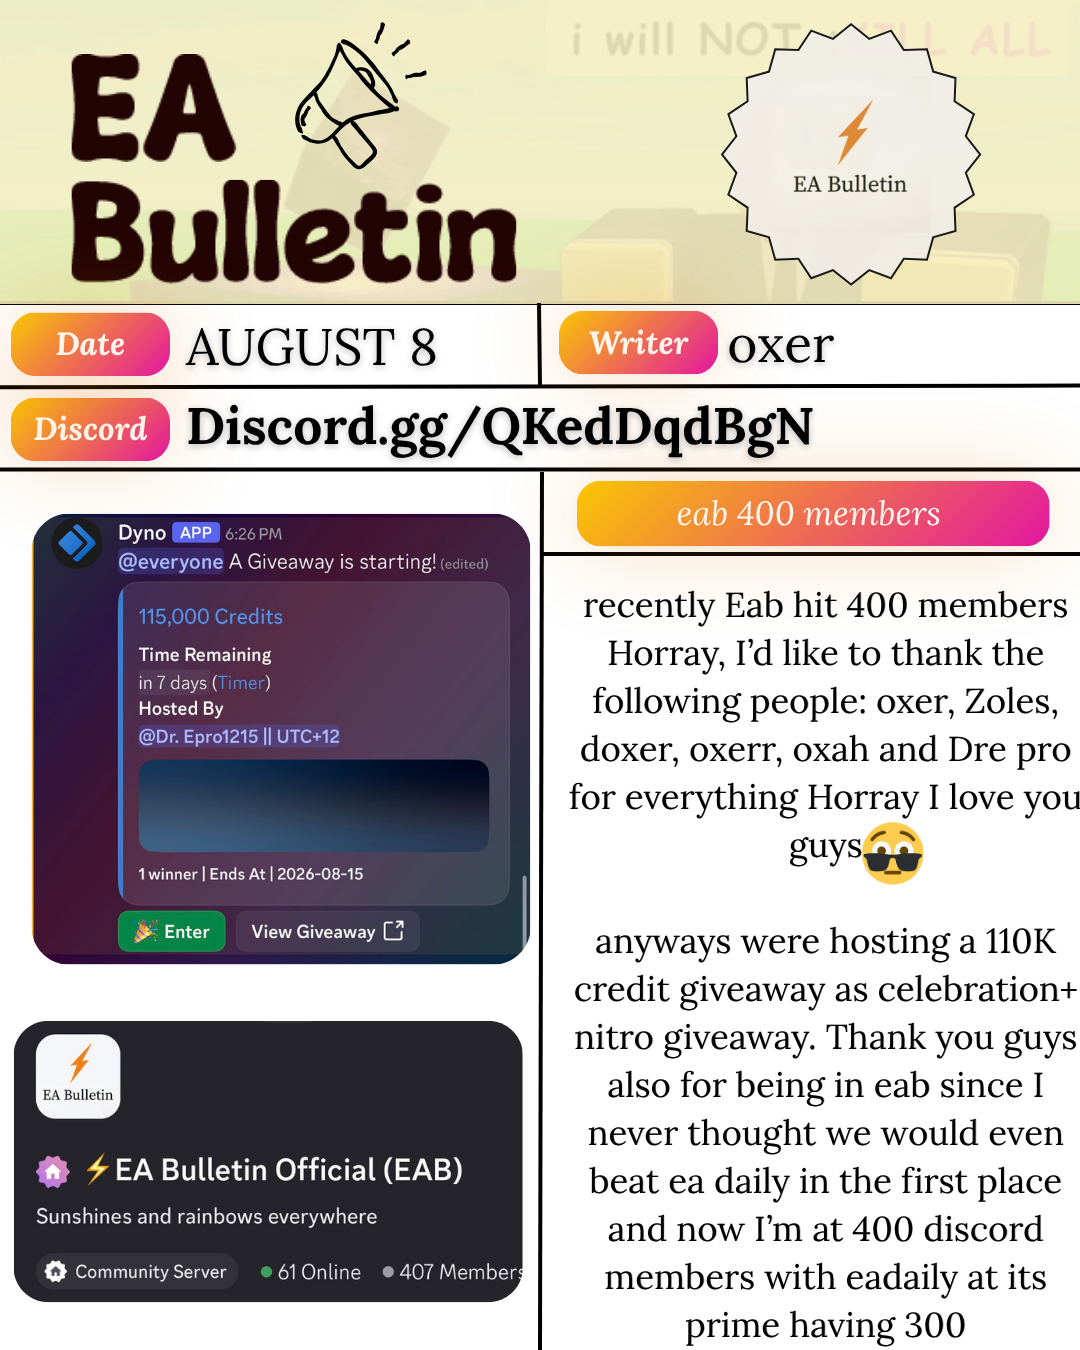 i will NOT KILL ALL
EA
Bulletin
EA Bulletin
Date
AUGUST 8
Writer
oxer
Discord
Discord.gg/QKedDqdBgN
Dyno APP 6:26 PM
@everyone A Giveaway is starting! (edited)
115,000 Credits
Time Remaining
in 7 days (Timer)
Hosted By
@Dr. Epro1215 || UTC+12
1 winner | Ends At | 2026-08-15
Enter
View Giveaway
EA Bulletin
⚡EA Bulletin Official (EAB)
Sunshines and rainbows everywhere
Community Server
61 Online
407 Members
eab 400 members
recently Eab hit 400 members
Horray, I’d like to thank the
following people: oxer, Zoles,
doxer, oxerr, oxah and Dre pro
for everything Horray I love you
guys
anyways were hosting a 110K
credit giveaway as celebration+
nitro giveaway. Thank you guys
also for being in eab since I
never thought we would even
beat ea daily in the first place
and now I’m at 400 discord
members with eadaily at its
prime having 300